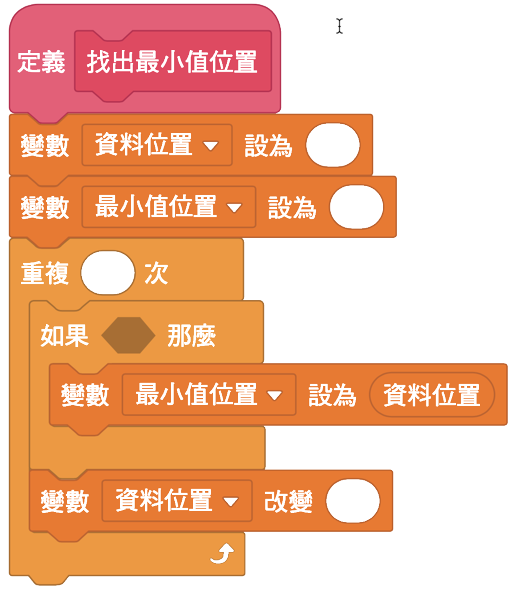 定義 找出最小值位置
變數 資料位置 設為
變數 最小值位置 設為
重複 次
如果 那麼
變數 最小值位置 設為 資料位置
變數 資料位置 改變